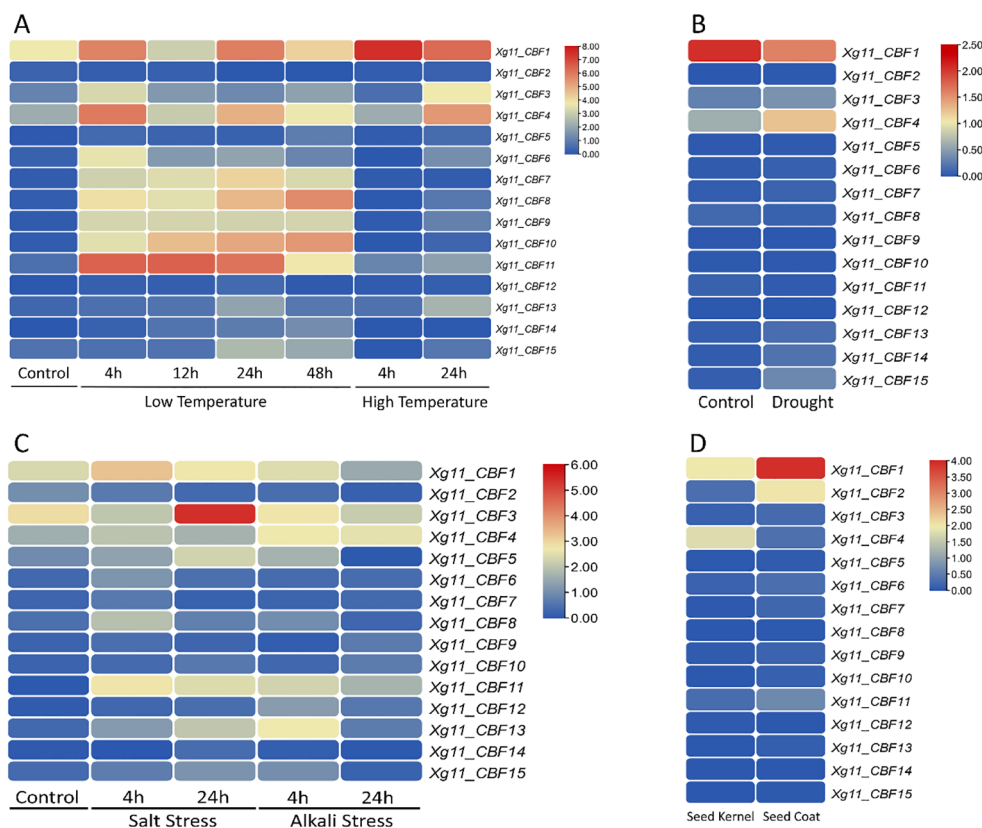 A
Xg11_CBF1
Xg11_CBF2
Xg11_CBF3
Xg11_CBF4
Xg11_CBF5
Xg11_CBF6
Xg11_CBF7
Xg11_CBF8
Xg11_CBF9
Xg11_CBF10
Xg11_CBF11
Xg11_CBF12
Xg11_CBF13
Xg11_CBF14
Xg11_CBF15
8.00
7.00
6.00
5.00
4.00
3.00
2.00
1.00
0.00
Control 4h 12h 24h 48h 4h 24h
Low Temperature High Temperature
B
Xg11_CBF1
Xg11_CBF2
Xg11_CBF3
Xg11_CBF4
Xg11_CBF5
Xg11_CBF6
Xg11_CBF7
Xg11_CBF8
Xg11_CBF9
Xg11_CBF10
Xg11_CBF11
Xg11_CBF12
Xg11_CBF13
Xg11_CBF14
Xg11_CBF15
2.50
2.00
1.50
1.00
0.50
0.00
Control Drought
C
Xg11_CBF1
Xg11_CBF2
Xg11_CBF3
Xg11_CBF4
Xg11_CBF5
Xg11_CBF6
Xg11_CBF7
Xg11_CBF8
Xg11_CBF9
Xg11_CBF10
Xg11_CBF11
Xg11_CBF12
Xg11_CBF13
Xg11_CBF14
Xg11_CBF15
6.00
5.00
4.00
3.00
2.00
1.00
0.00
Control 4h 24h 4h 24h
Salt Stress Alkali Stress
D
Xg11_CBF1
Xg11_CBF2
Xg11_CBF3
Xg11_CBF4
Xg11_CBF5
Xg11_CBF6
Xg11_CBF7
Xg11_CBF8
Xg11_CBF9
Xg11_CBF10
Xg11_CBF11
Xg11_CBF12
Xg11_CBF13
Xg11_CBF14
Xg11_CBF15
4.00
3.50
3.00
2.50
2.00
1.50
1.00
0.50
0.00
Seed Kernel Seed Coat